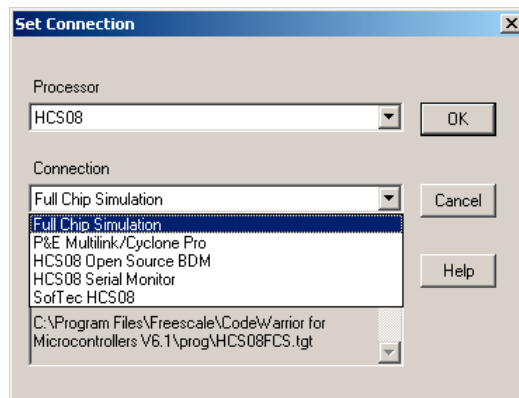 Set Connection
Processor
HCS08
OK
Connection
Full Chip Simulation
Cancel
Full Chip Simulation
P&E Multilink/Cyclone Pro
HCS08 Open Source BDM
HCS08 Serial Monitor
SofTec HCS08
Help
C:\Program Files\Freescale\CodeWarrior for
Microcontrollers V6.1\prog\HCS08FCS.tgt